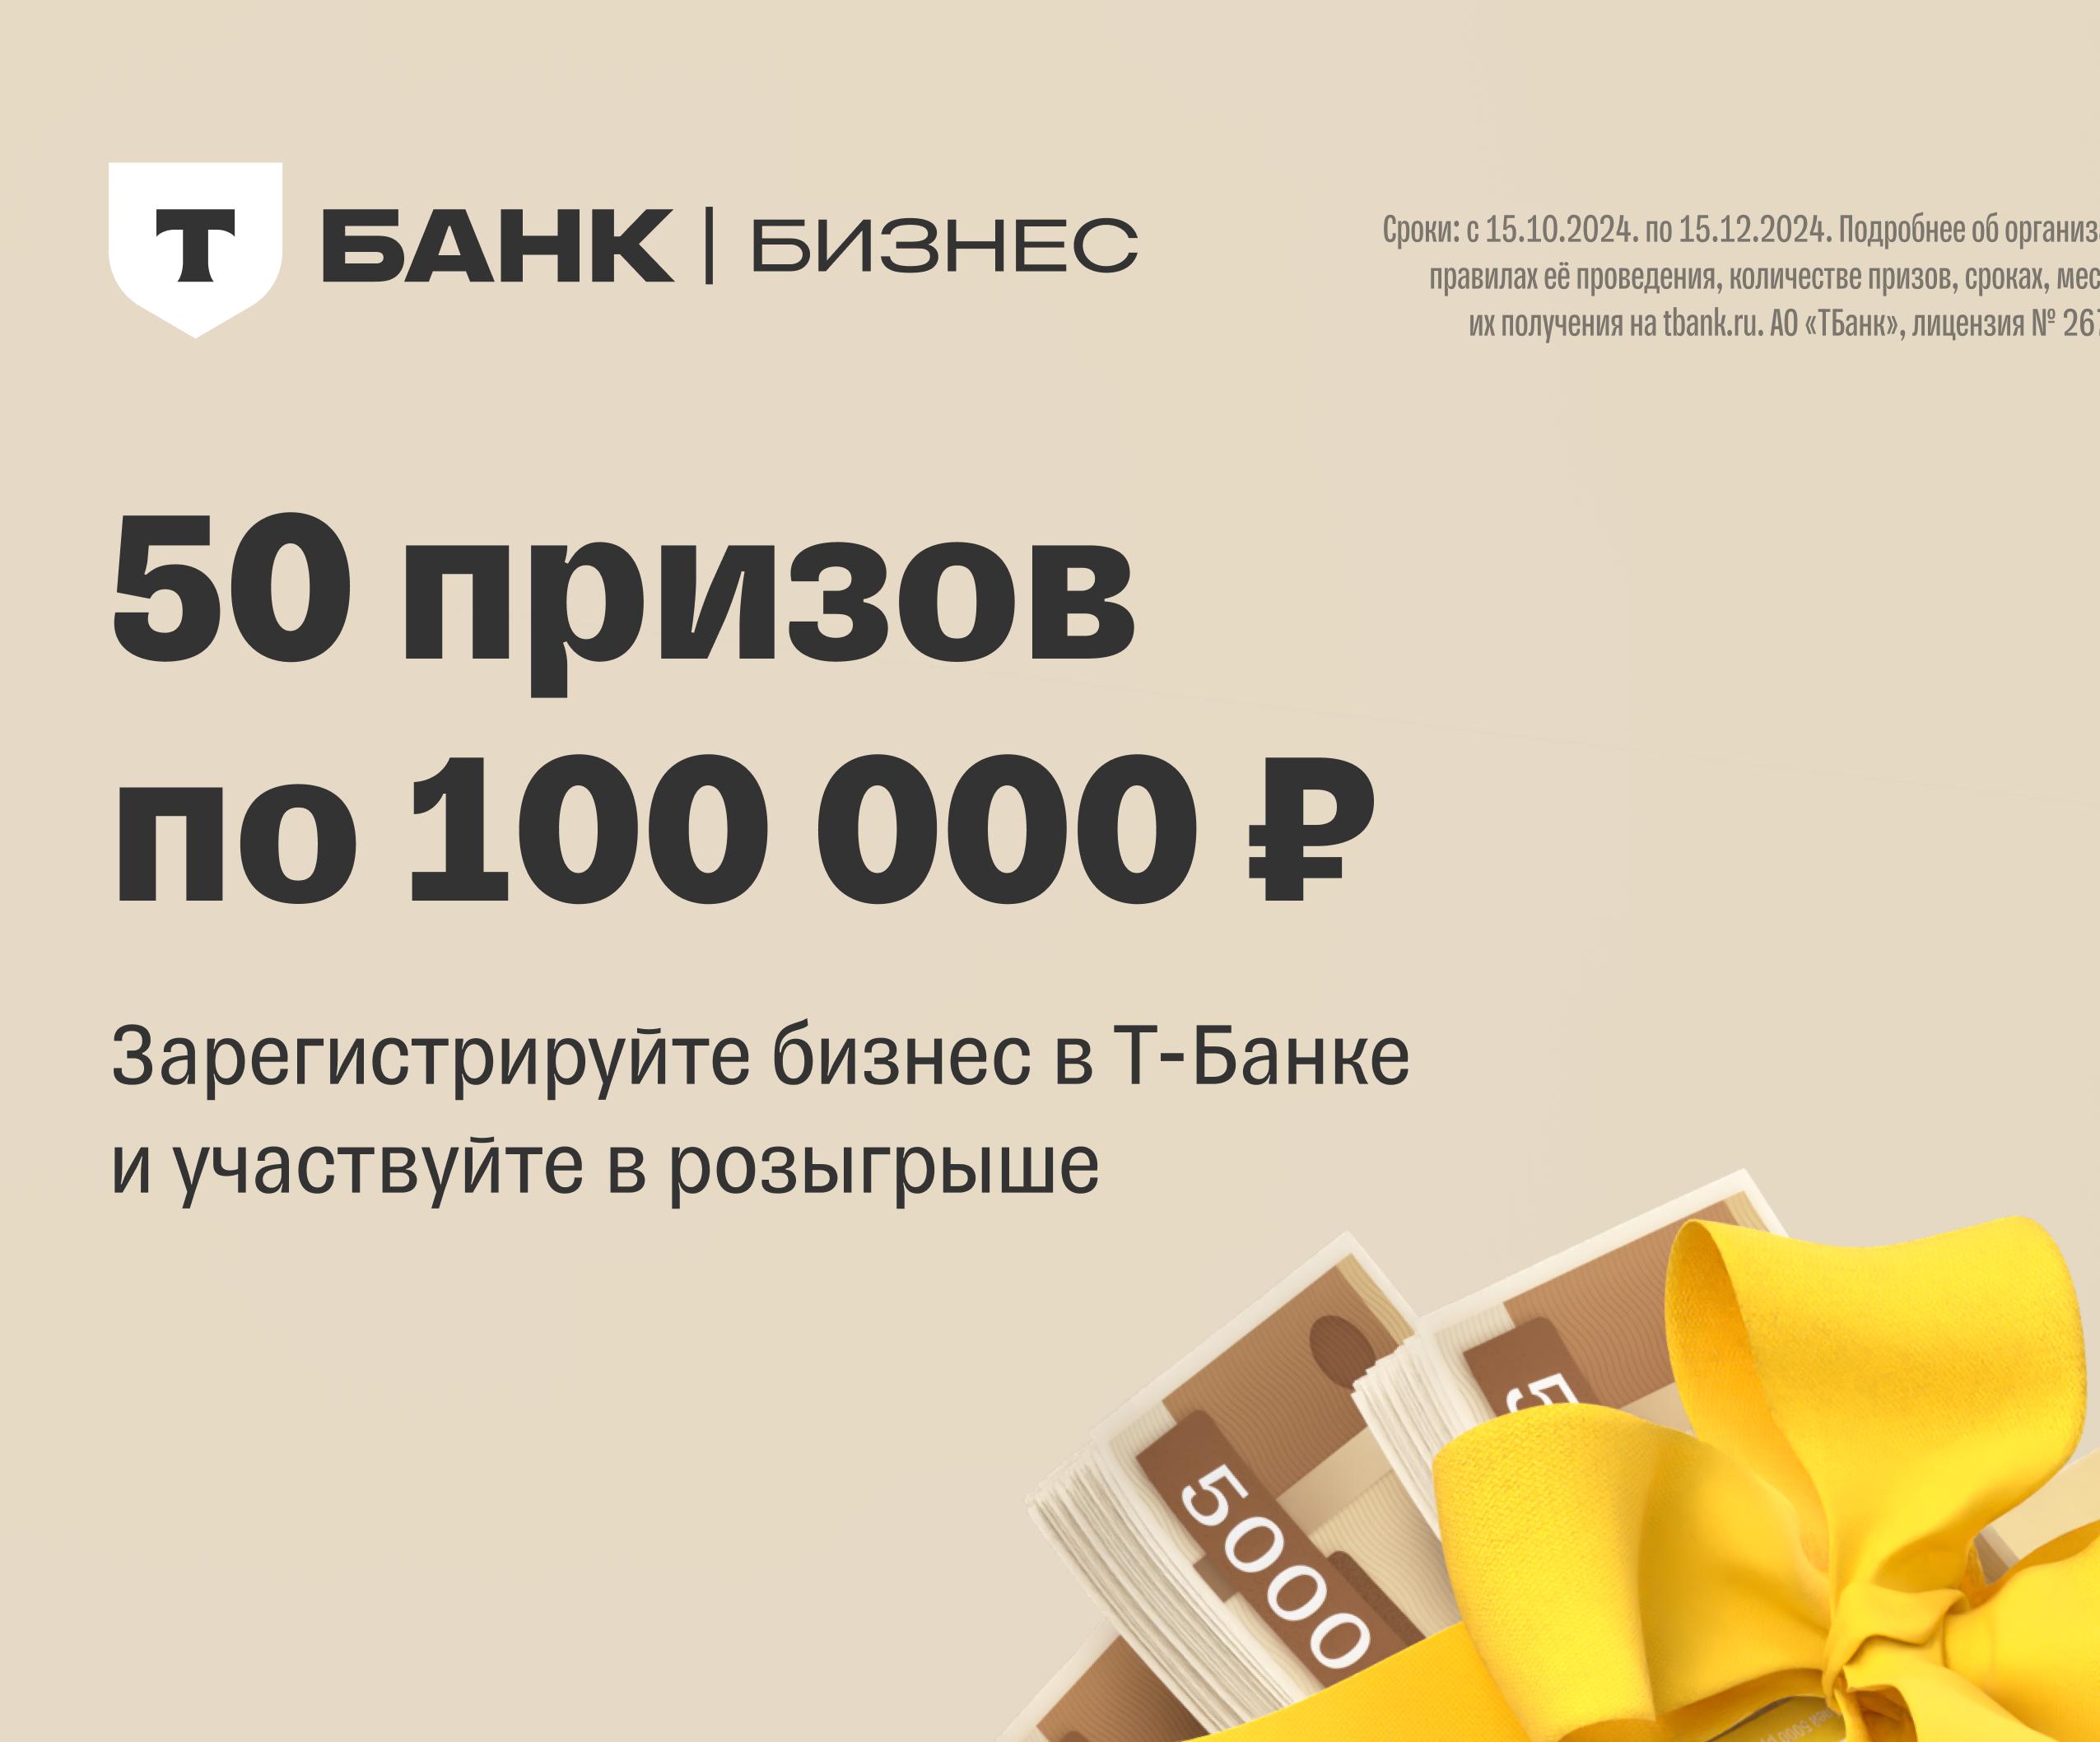 Т БАНК | БИЗНЕС
Сроки: с 15.10.2024. по 15.12.2024. Подробнее об
правилах её проведения, количестве призов, сроках,
их получения на tbank.ru. АО «ТБанк», лицензия №
50 призов
по 100 000 ₽
Зарегистрируйте бизнес в Т-Банке
и участвуйте в розыгрыше
5000